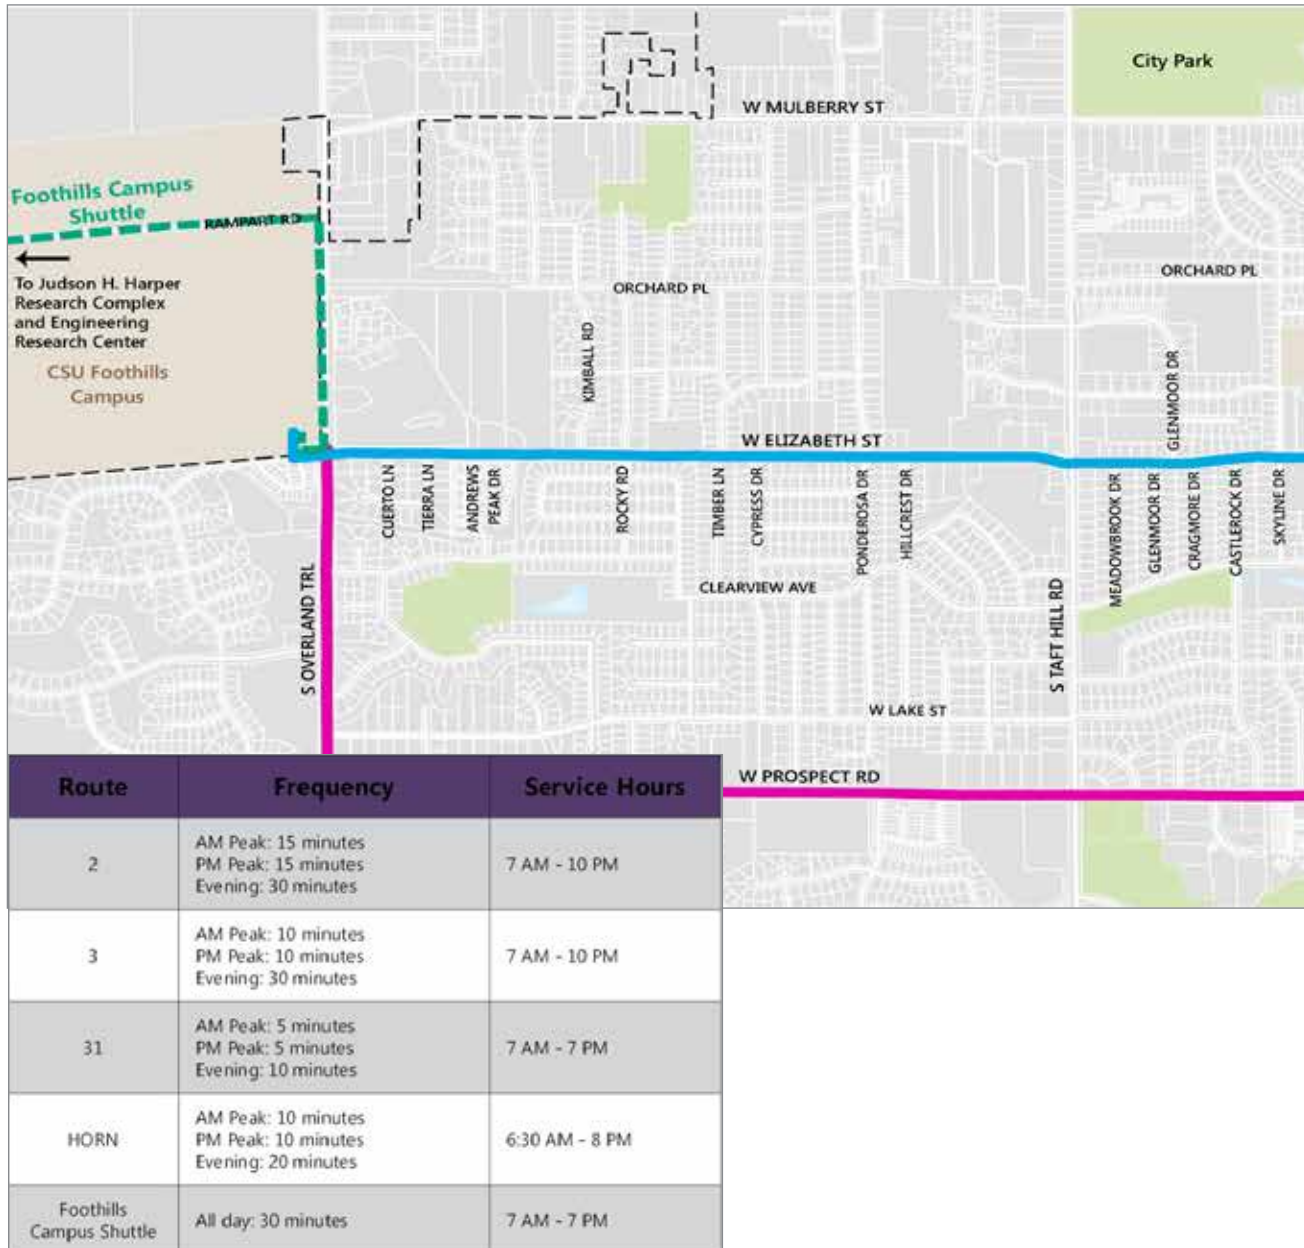 City Park
W MULBERRY ST
Foothills Campus
Shuttle
RAMPART RD
To Judson H. Harper
Research Complex
and Engineering
Research Center
CSU Foothills
Campus
ORCHARD PL
ORCHARD PL
KIMBALL RD
GLENMOOR DR
W ELIZABETH ST
CUERTO LN
TIERRA LN
ANDREWS
PEAK DR
ROCKY RD
TIMBER LN
CYPRESS DR
PONDEROSA DR
HILLCREST DR
MEADOWBROOK DR
GLENMOOR DR
CRAGMORE DR
CASTLEROCK DR
SKYLINE DR
CLEARVIEW AVE
S OVERLAND TRL
S TAFT HILL RD
W LAKE ST
W PROSPECT RD
Route Frequency Service Hours
2
AM Peak: 15 minutes
PM Peak: 15 minutes
Evening: 30 minutes
7 AM - 10 PM
3
AM Peak: 10 minutes
PM Peak: 10 minutes
Evening: 30 minutes
7 AM - 10 PM
31
AM Peak: 5 minutes
PM Peak: 5 minutes
Evening: 10 minutes
7 AM - 7 PM
HORN
AM Peak: 10 minutes
PM Peak: 10 minutes
Evening: 20 minutes
6:30 AM - 8 PM
Foothills
Campus Shuttle
All day: 30 minutes
7 AM - 7 PM